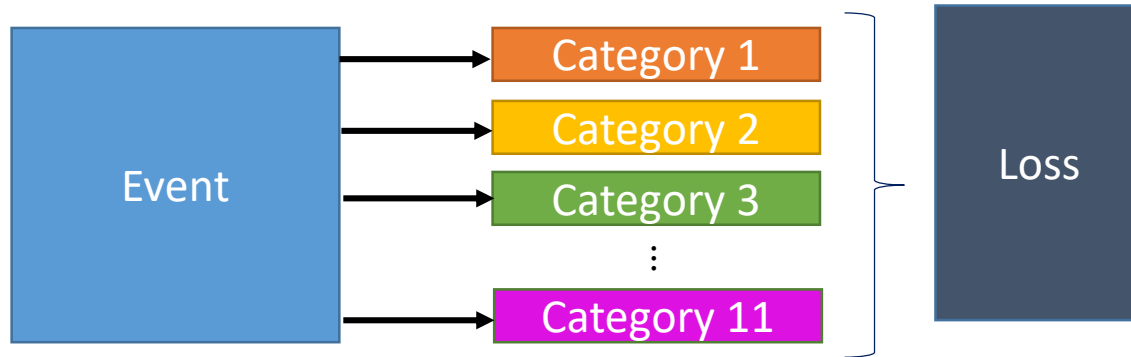 Event
Category 1
Category 2
Category 3
⋮
Category 11
Loss